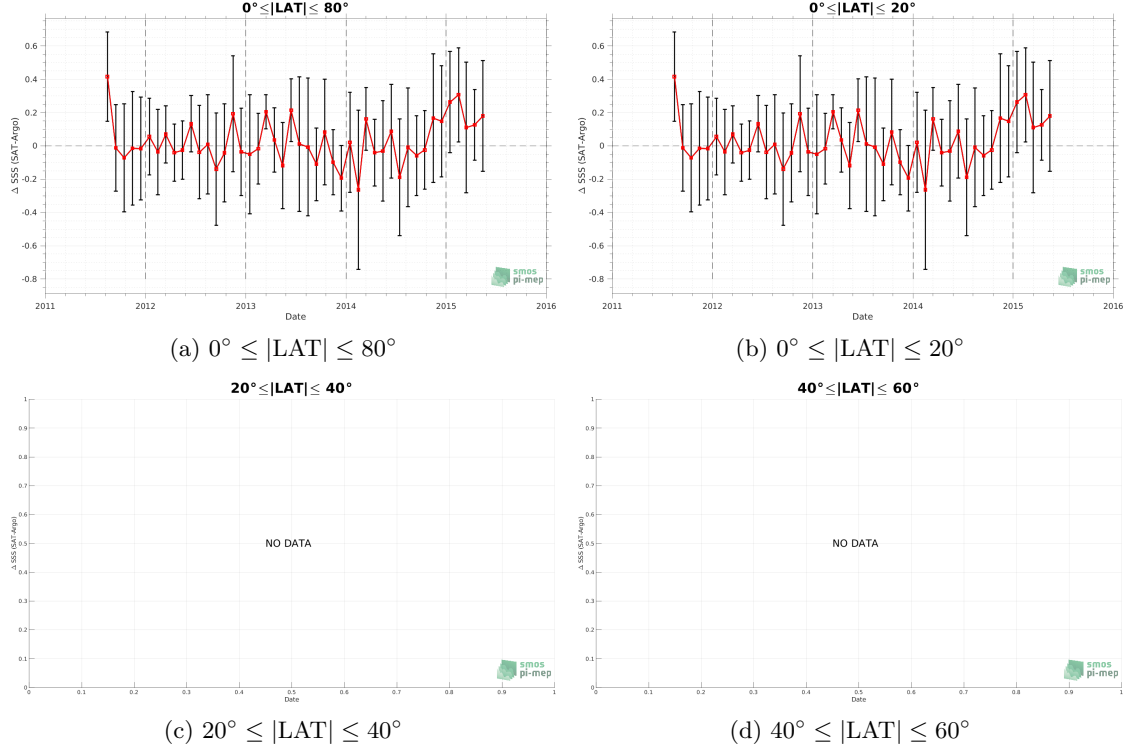 0°≤|LAT|≤ 80°
0.6
0.4
0.2
0
-0.2
-0.4
-0.6
-0.8
Δ SSS (SAT-Argo)
2011 2012 2013 2014 2015 2016
Date
smos
pi-mep
(a) 0° ≤ |LAT| ≤ 80°
0°≤|LAT|≤ 20°
0.6
0.4
0.2
0
-0.2
-0.4
-0.6
-0.8
Δ SSS (SAT-Argo)
2011 2012 2013 2014 2015 2016
Date
smos
pi-mep
(b) 0° ≤ |LAT| ≤ 20°
20°≤|LAT|≤ 40°
1
0.9
0.8
0.7
0.6
0.5
0.4
0.3
0.2
0.1
0
Δ SSS (SAT-Argo)
NO DATA
0 0.1 0.2 0.3 0.4 0.5 0.6 0.7 0.8 0.9 1
Date
smos
pi-mep
(c) 20° ≤ |LAT| ≤ 40°
40°≤|LAT|≤ 60°
1
0.9
0.8
0.7
0.6
0.5
0.4
0.3
0.2
0.1
0
Δ SSS (SAT-Argo)
NO DATA
0 0.1 0.2 0.3 0.4 0.5 0.6 0.7 0.8 0.9 1
Date
smos
pi-mep
(d) 40° ≤ |LAT| ≤ 60°